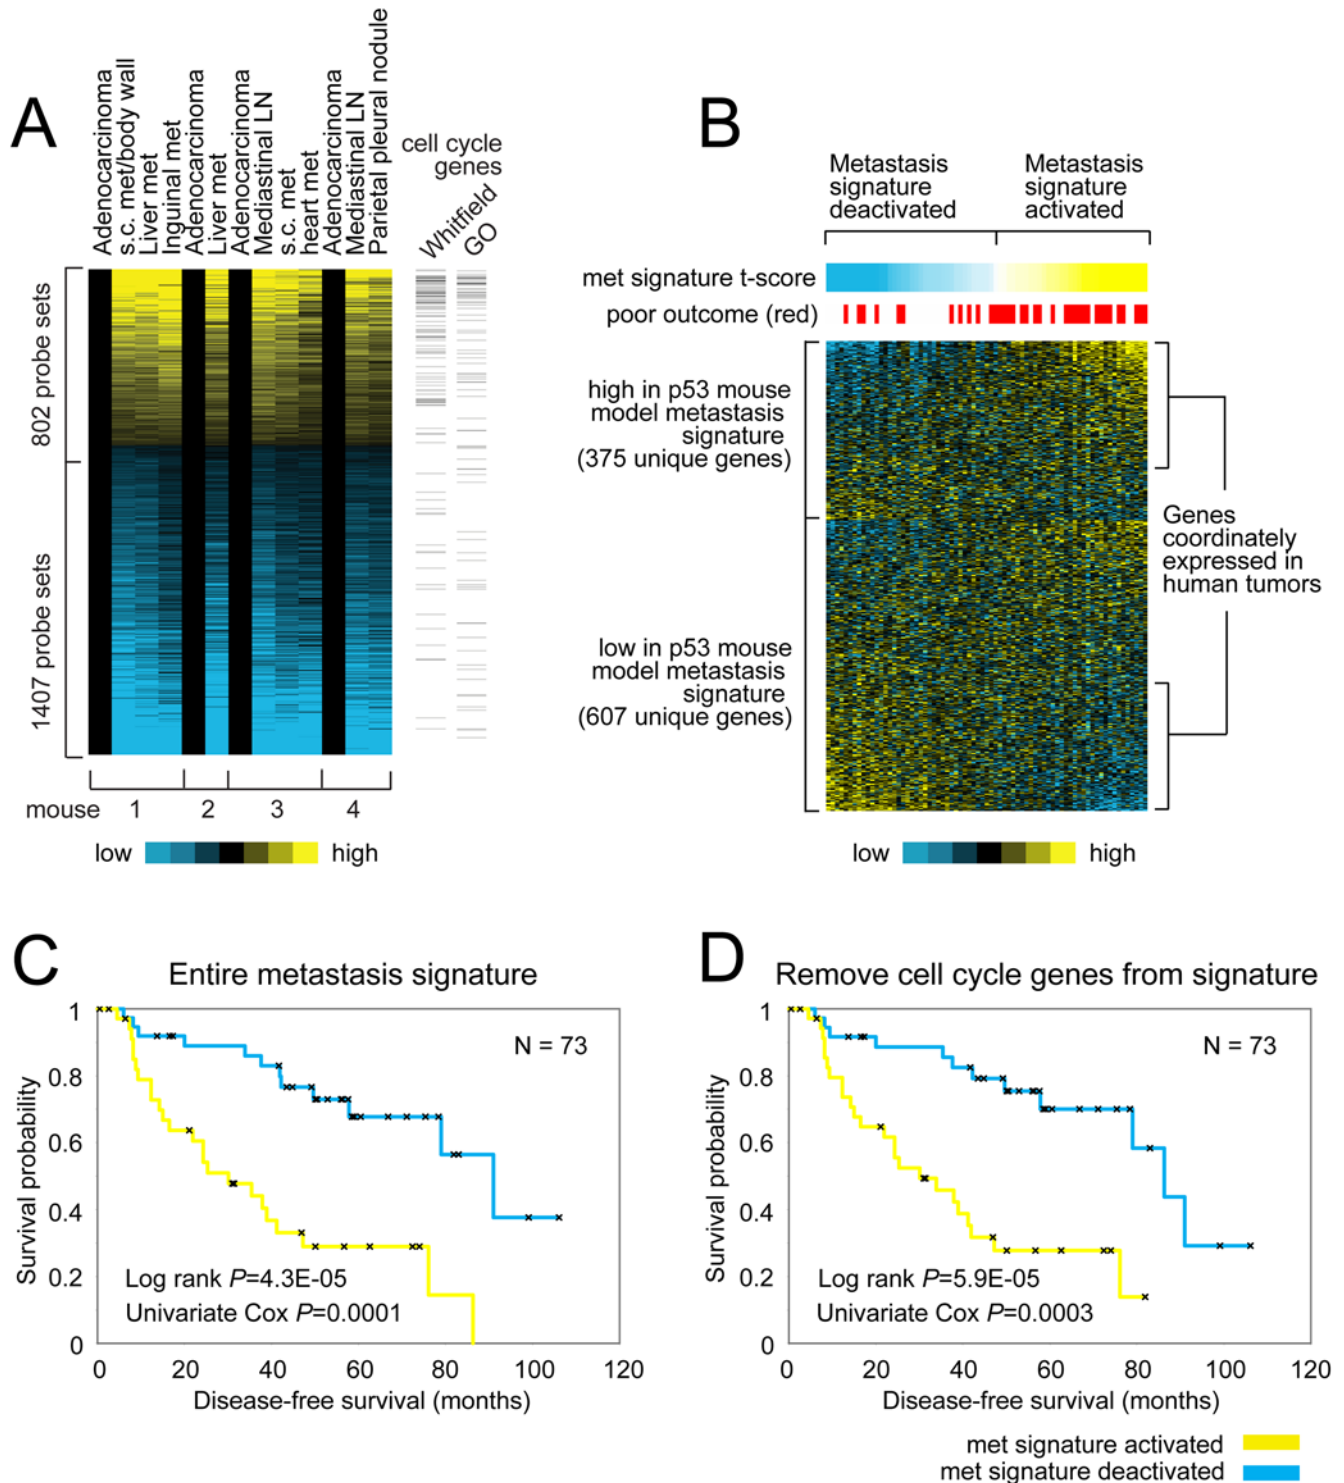 A
Adenocarcinoma
s.c. met/body wall
Liver met
Inguinal met
Adenocarcinoma
Liver met
Adenocarcinoma
Mediastinal LN
s.c. met
heart met
Adenocarcinoma
Mediastinal LN
Parietal pleural nodule
cell cycle
genes
Whitfield
GO
802 probe sets
1407 probe sets
mouse 1 2 3 4
low high
B
Metastasis
signature
deactivated
Metastasis
signature
activated
met signature t-score
poor outcome (red)
high in p53 mouse
model metastasis
signature
(375 unique genes)
low in p53 mouse
model metastasis
signature
(607 unique genes)
Genes
coordinately
expressed in
human tumors
low high
C
Entire metastasis signature
N = 73
Survival probability
1
0.8
0.6
0.4
0.2
0
Log rank P=4.3E-05
Univariate Cox P=0.0001
0 20 40 60 80 100 120
Disease-free survival (months)
D
Remove cell cycle genes from signature
N = 73
Survival probability
1
0.8
0.6
0.4
0.2
0
Log rank P=5.9E-05
Univariate Cox P=0.0003
0 20 40 60 80 100 120
Disease-free survival (months)
met signature activated
met signature deactivated